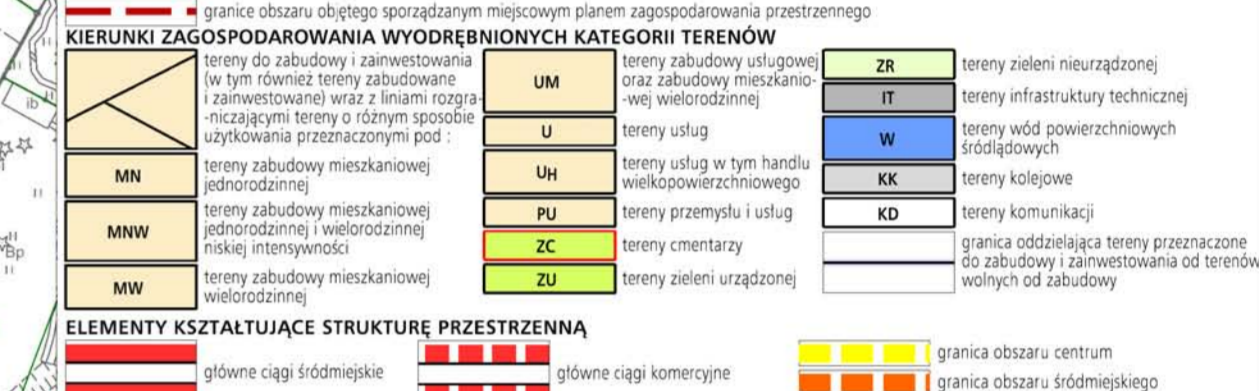 granice obszaru objętego sporządzanym miejscowym planem zagospodarowania przestrzennego
KIERUNKI ZAGOSPODAROWANIA WYODRĘBNIONYCH KATEGORII TERENÓW
tereny do zabudowy i zainwestowania
(w tym również tereny zabudowane
i zainwestowane) wraz z liniami rozgra-
-niczającymi tereny o różnym sposobie
użytkowania przeznaczonymi pod :
MN
tereny zabudowy mieszkaniowej
jednorodzinnej
MNW
tereny zabudowy mieszkaniowej
jednorodzinnej i wielorodzinnej
niskiej intensywności
MW
tereny zabudowy mieszkaniowej
wielorodzinnej
UM
tereny zabudowy usługowej
oraz zabudowy mieszkanio-
-wej wielorodzinnej
U
tereny usług
UH
tereny usług w tym handlu
wielkopowierzchniowego
PU
tereny przemysłu i usług
ZC
tereny cmentarzy
ZU
tereny zieleni urządzonej
ZR
tereny zieleni nieurządzonej
IT
tereny infrastruktury technicznej
W
tereny wód powierzchniowych
śródlądowych
KK
tereny kolejowe
KD
tereny komunikacji
granica oddzielająca tereny przeznaczone
do zabudowy i zainwestowania od terenów
wolnych od zabudowy
ELEMENTY KSZTAŁTUJĄCE STRUKTURĘ PRZESTRZENNĄ
główne ciągi śródmiejskie
główne ciągi komercyjne
granica obszaru centrum
granica obszaru śródmiejskiego
ib
Bp